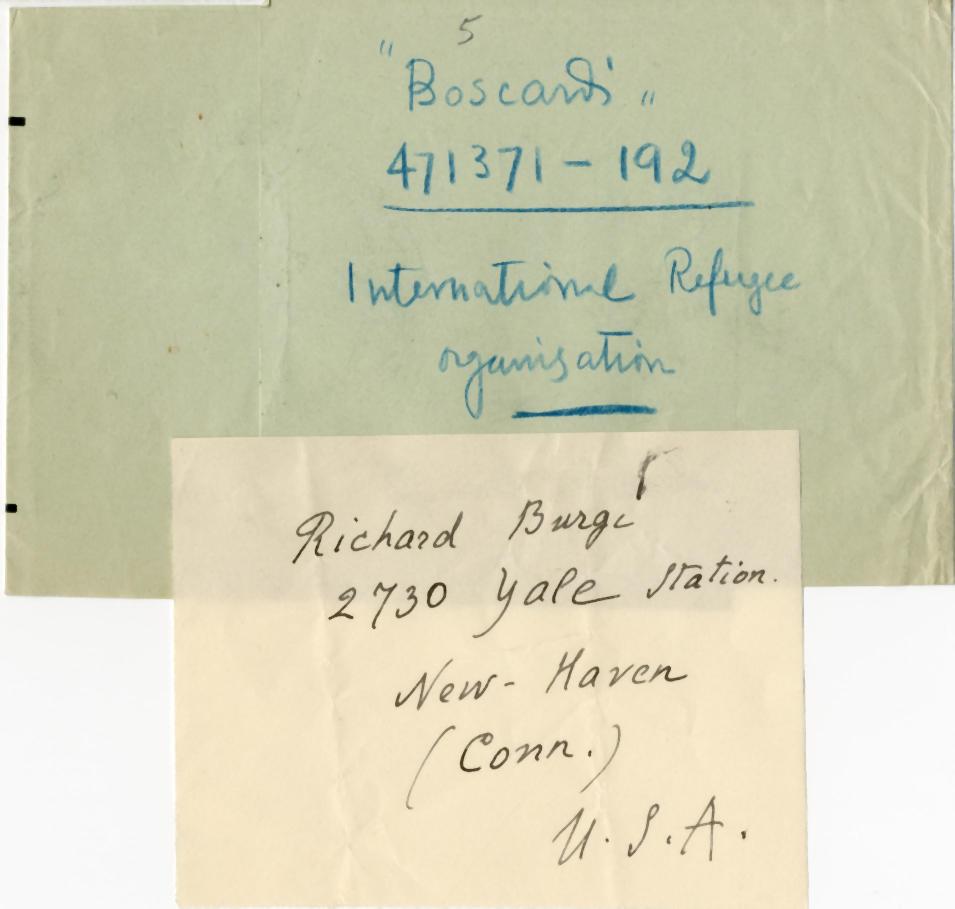 5
"Boscardi"
471371 - 192
International Refugee
organisation
Richard Burgi
2730 Yale Station.
New-Haven
(Conn.)
U.S.A.